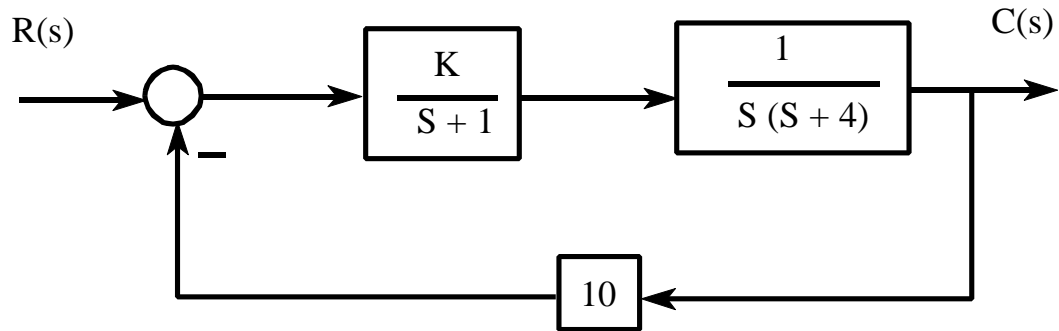 R(s)
C(s)
K
S + 1
1
S (S + 4)
–
10